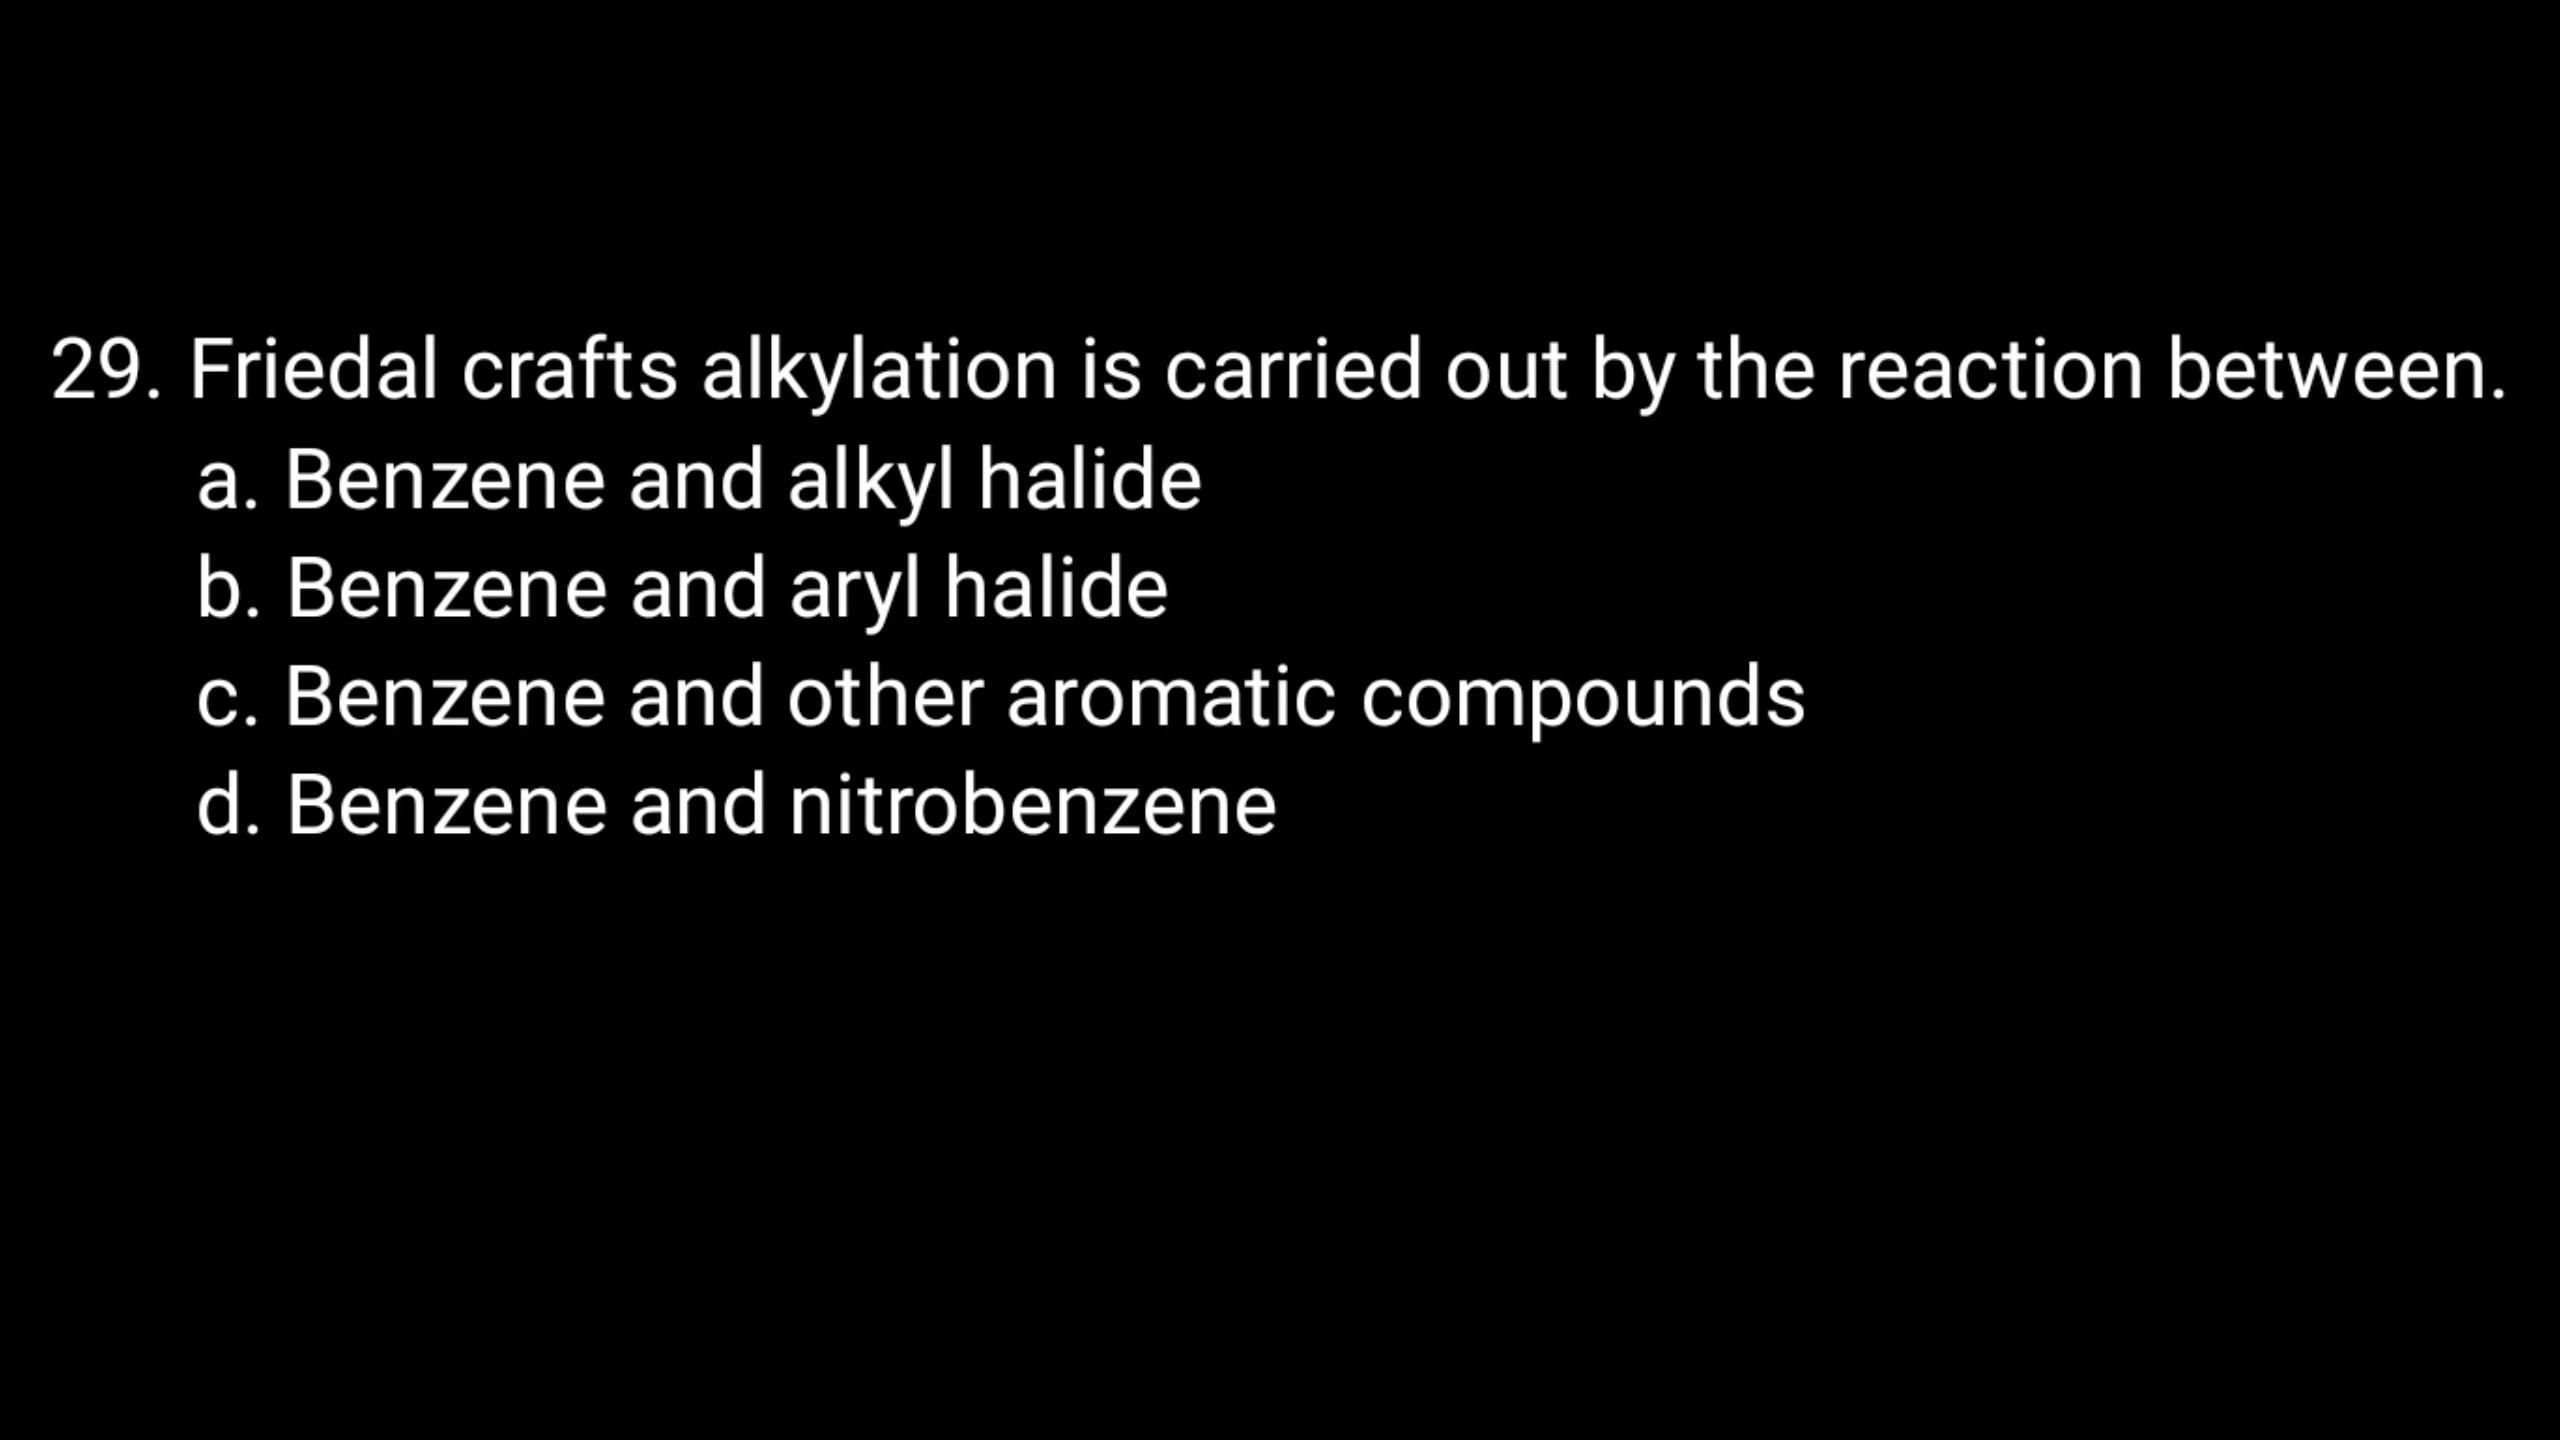 29. Friedal crafts alkylation is carried out by the reaction between.
a. Benzene and alkyl halide
b. Benzene and aryl halide
c. Benzene and other aromatic compounds
d. Benzene and nitrobenzene